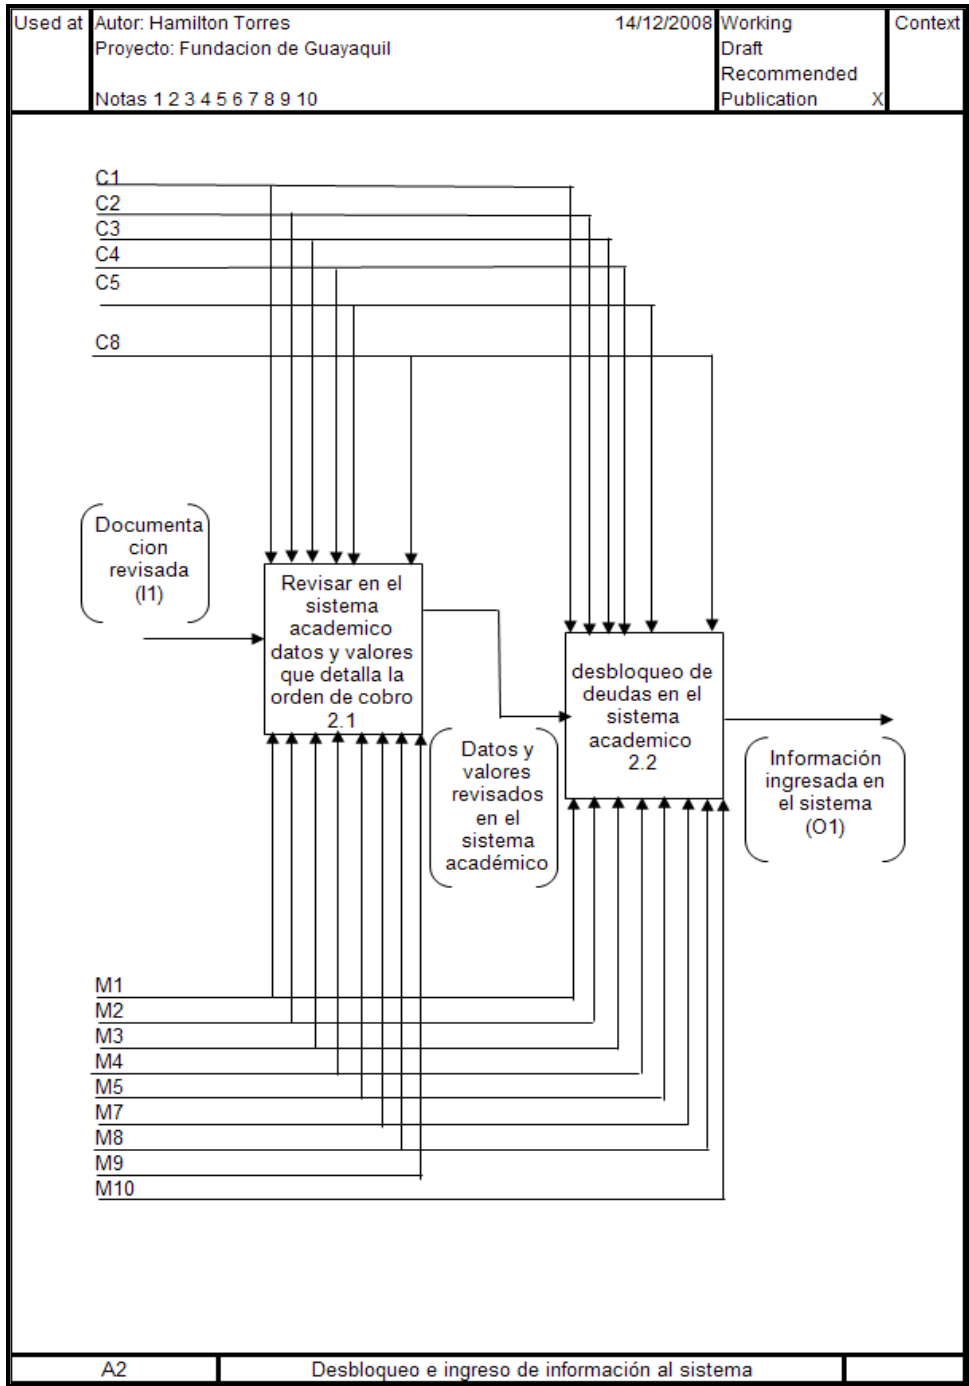 Used at
Autor: Hamilton Torres 14/12/2008
Proyecto: Fundacion de Guayaquil
Notas 1 2 3 4 5 6 7 8 9 10
Working
Draft
Recommended
Publication X
Context
C1
C2
C3
C4
C5
C8
Documenta
cion
revisada
(I1)
Revisar en el
sistema
academico
datos y valores
que detalla la
orden de cobro
2.1
Datos y
valores
revisados
en el
sistema
académico
desbloqueo de
deudas en el
sistema
academico
2.2
Información
ingresada en
el sistema
(O1)
M1
M2
M3
M4
M5
M7
M8
M9
M10
A2
Desbloqueo e ingreso de información al sistema